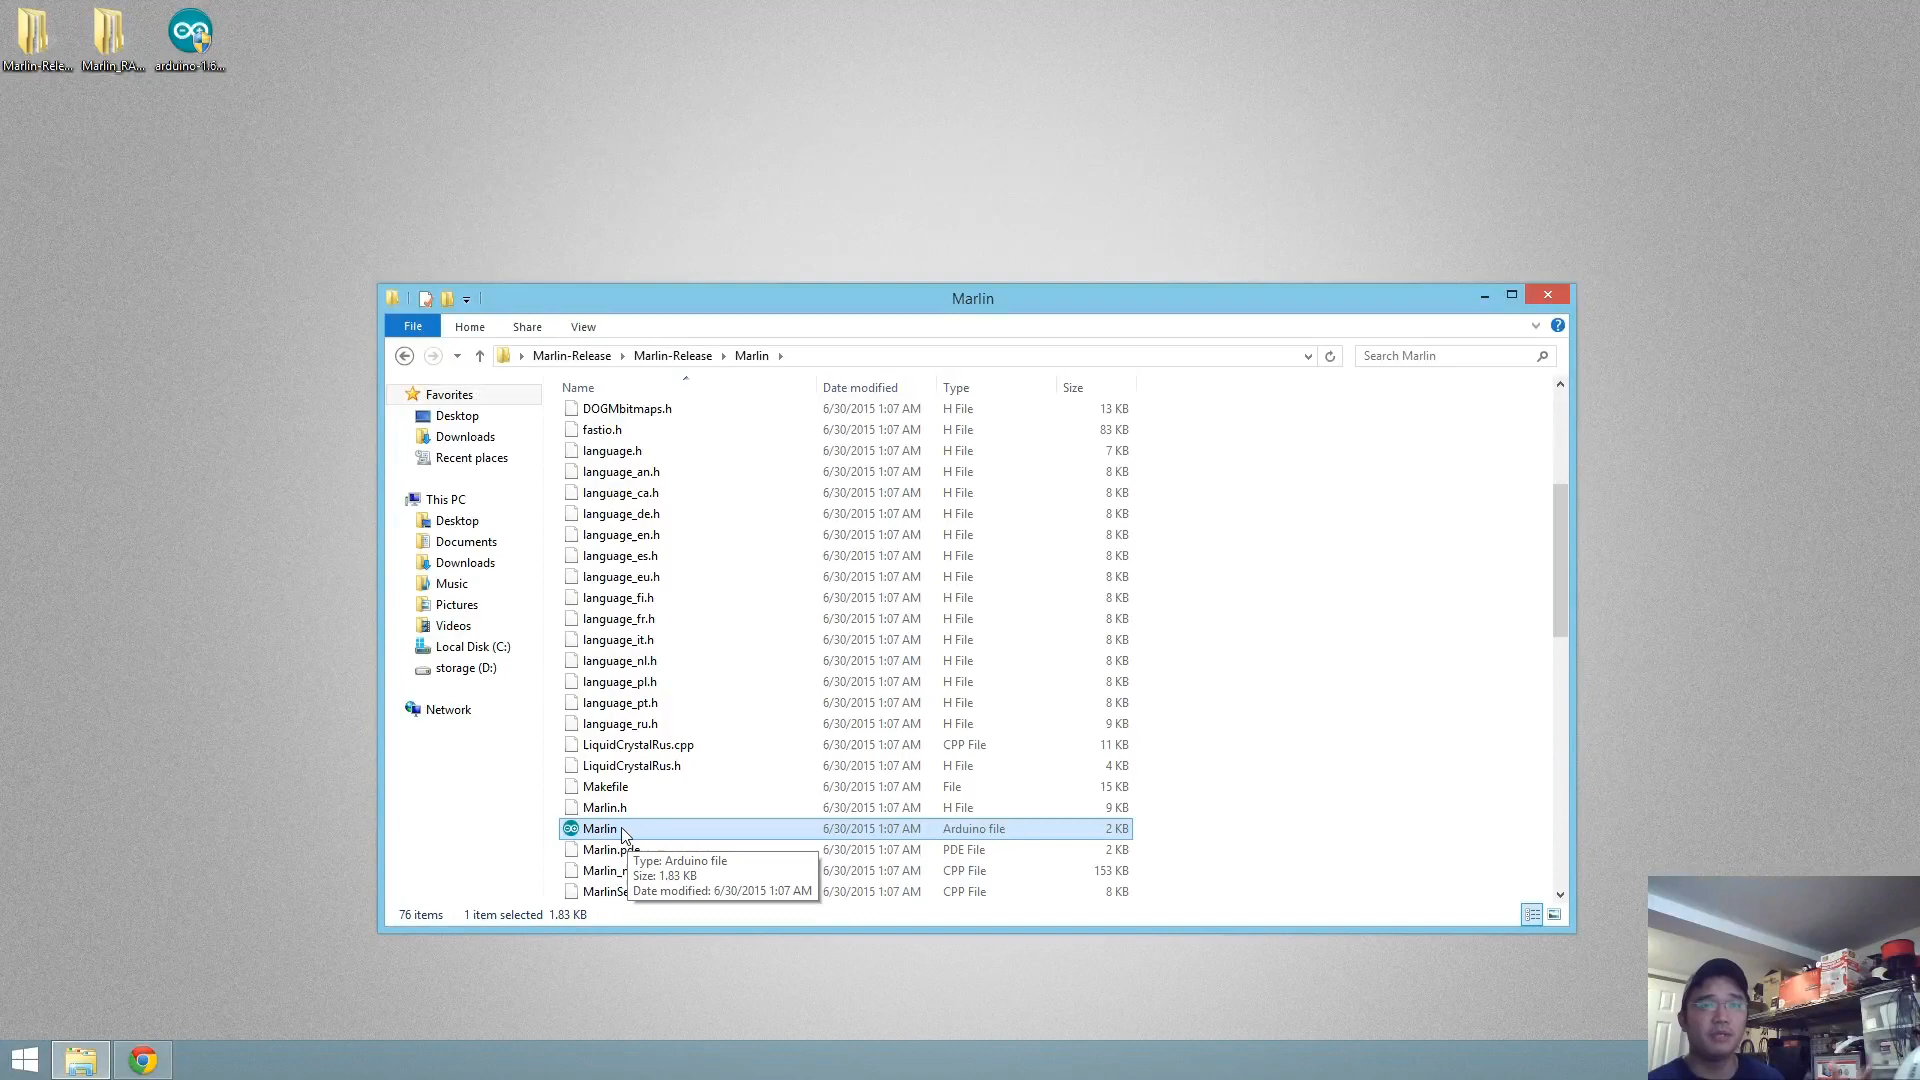 Marlin-Rele...
Marlin_RA...
arduino-1.6...
Marlin
File
Home
Share
View
Marlin-Release
Marlin-Release
Marlin
Search Marlin
Favorites
Desktop
Downloads
Recent places
This PC
Desktop
Documents
Downloads
Music
Pictures
Videos
Local Disk (C:)
storage (D:)
Network
Name Date modified Type Size
DOGMbitmaps.h 6/30/2015 1:07 AM H File 13 KB
fastio.h 6/30/2015 1:07 AM H File 83 KB
language.h 6/30/2015 1:07 AM H File 7 KB
language_an.h 6/30/2015 1:07 AM H File 8 KB
language_ca.h 6/30/2015 1:07 AM H File 8 KB
language_de.h 6/30/2015 1:07 AM H File 8 KB
language_en.h 6/30/2015 1:07 AM H File 8 KB
language_es.h 6/30/2015 1:07 AM H File 8 KB
language_eu.h 6/30/2015 1:07 AM H File 8 KB
language_fi.h 6/30/2015 1:07 AM H File 8 KB
language_fr.h 6/30/2015 1:07 AM H File 8 KB
language_it.h 6/30/2015 1:07 AM H File 8 KB
language_nl.h 6/30/2015 1:07 AM H File 8 KB
language_pl.h 6/30/2015 1:07 AM H File 8 KB
language_pt.h 6/30/2015 1:07 AM H File 8 KB
language_ru.h 6/30/2015 1:07 AM H File 9 KB
LiquidCrystalRus.cpp 6/30/2015 1:07 AM CPP File 11 KB
LiquidCrystalRus.h 6/30/2015 1:07 AM H File 4 KB
Makefile 6/30/2015 1:07 AM File 15 KB
Marlin.h 6/30/2015 1:07 AM H File 9 KB
Marlin 6/30/2015 1:07 AM Arduino file 2 KB
Marlin.pde 6/30/2015 1:07 AM PDE File 2 KB
Marlin_ 6/30/2015 1:07 AM CPP File 153 KB
MarlinSe 6/30/2015 1:07 AM CPP File 8 KB
Type: Arduino file
Size: 1.83 KB
Date modified: 6/30/2015 1:07 AM
76 items 1 item selected 1.83 KB